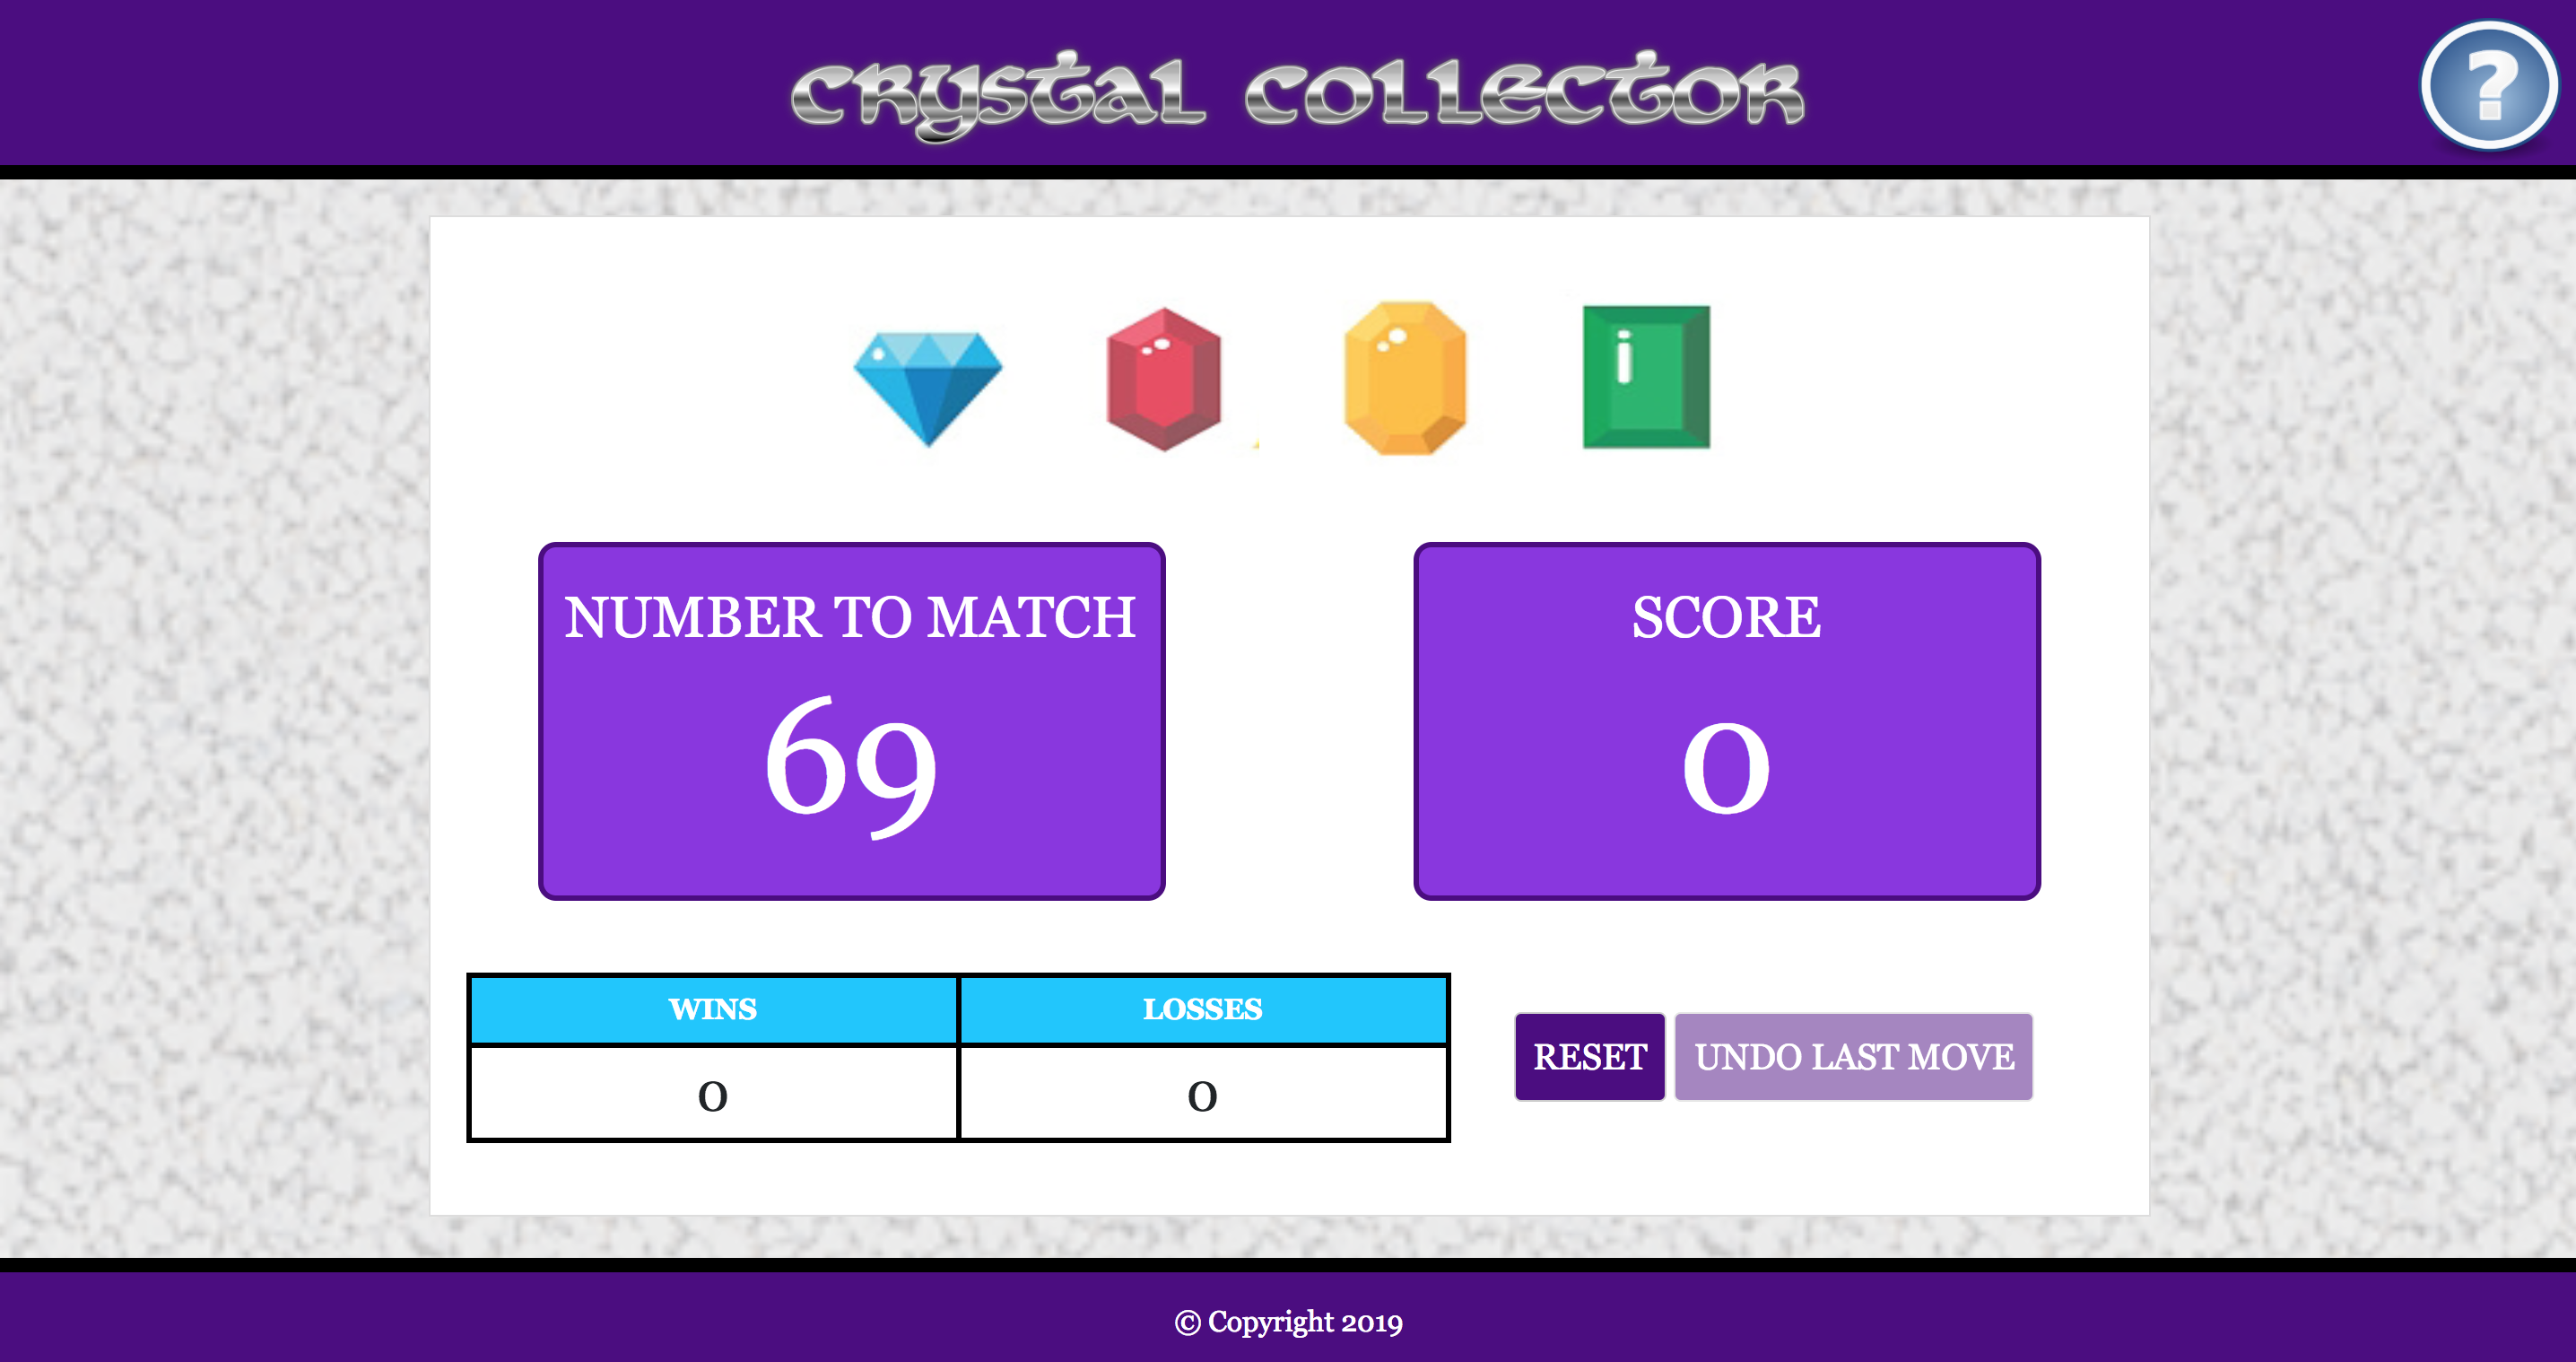 CRYSTAL COLLECTOR
?
NUMBER TO MATCH
69
SCORE
0
WINS
LOSSES
0
0
RESET
UNDO LAST MOVE
© Copyright 2019